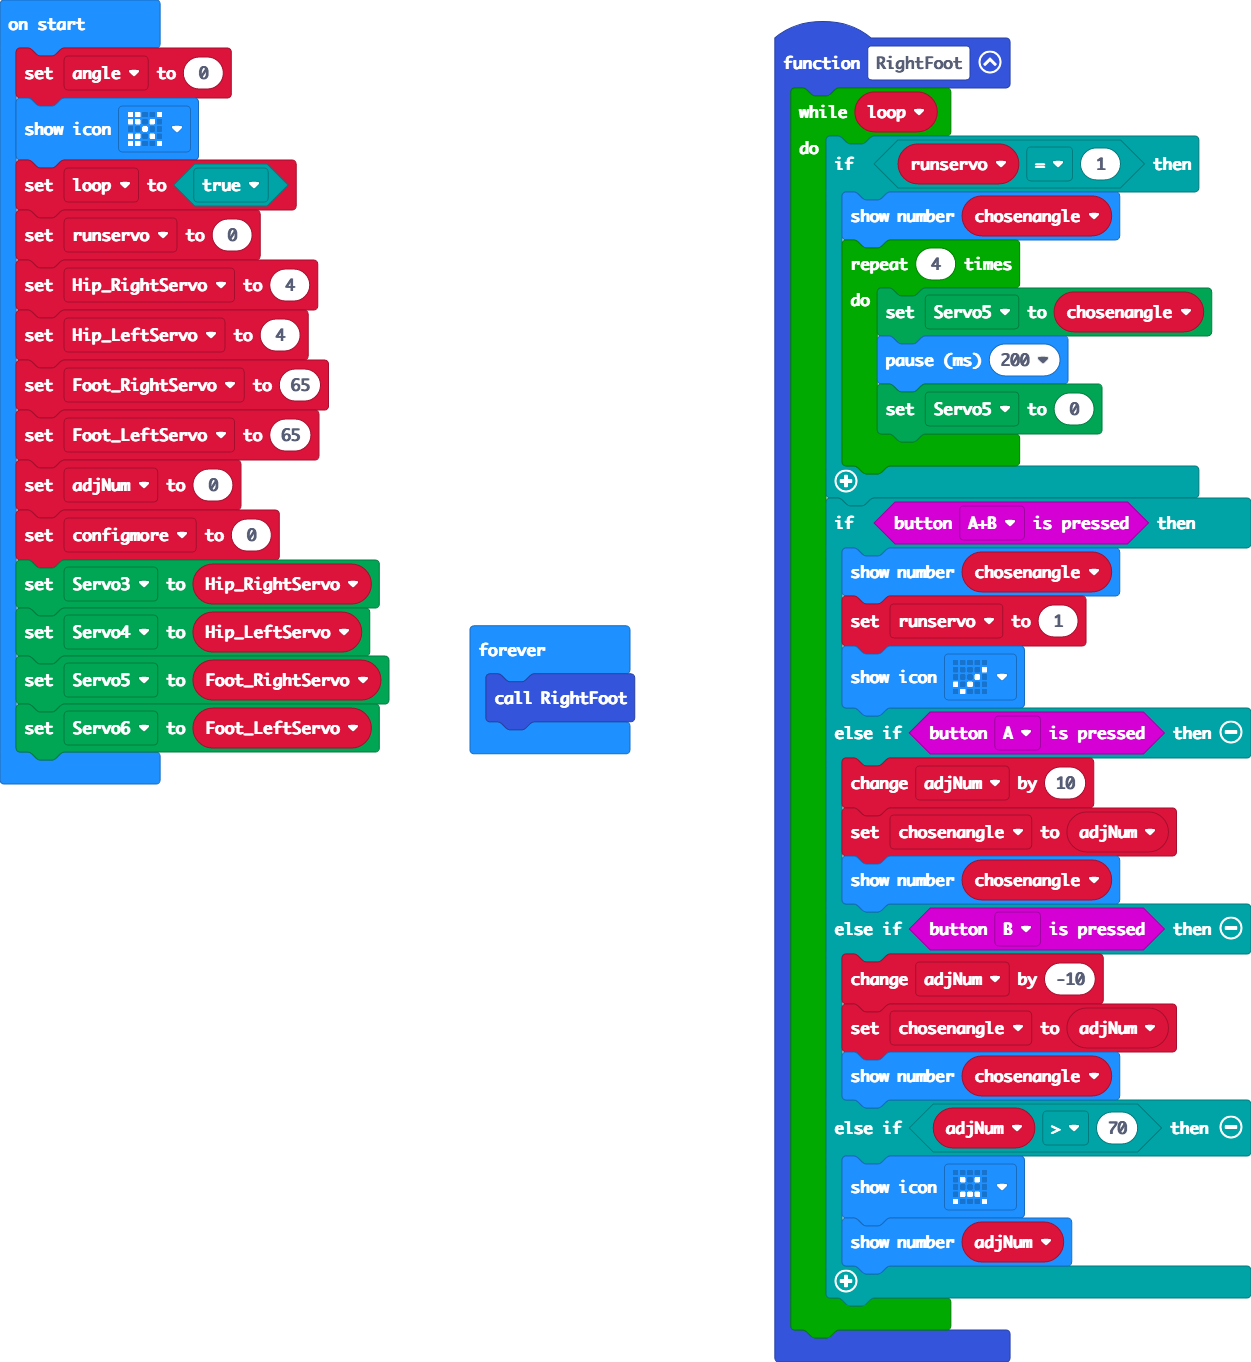 on start
set angle to 0
show icon
set loop to true
set runservo to 0
set Hip_RightServo to 4
set Hip_LeftServo to 4
set Foot_RightServo to 65
set Foot_LeftServo to 65
set adjNum to 0
set configmore to 0
set Servo3 to Hip_RightServo
set Servo4 to Hip_LeftServo
set Servo5 to Foot_RightServo
set Servo6 to Foot_LeftServo
forever
call RightFoot
function RightFoot
while loop
do
if runservo = 1 then
show number chosenangle
repeat 4 times
do
set Servo5 to chosenangle
pause (ms) 200
set Servo5 to 0
if button A+B is pressed then
show number chosenangle
set runservo to 1
show icon
else if button A is pressed then
change adjNum by 10
set chosenangle to adjNum
show number chosenangle
else if button B is pressed then
change adjNum by -10
set chosenangle to adjNum
show number chosenangle
else if adjNum > 70 then
show icon
show number adjNum